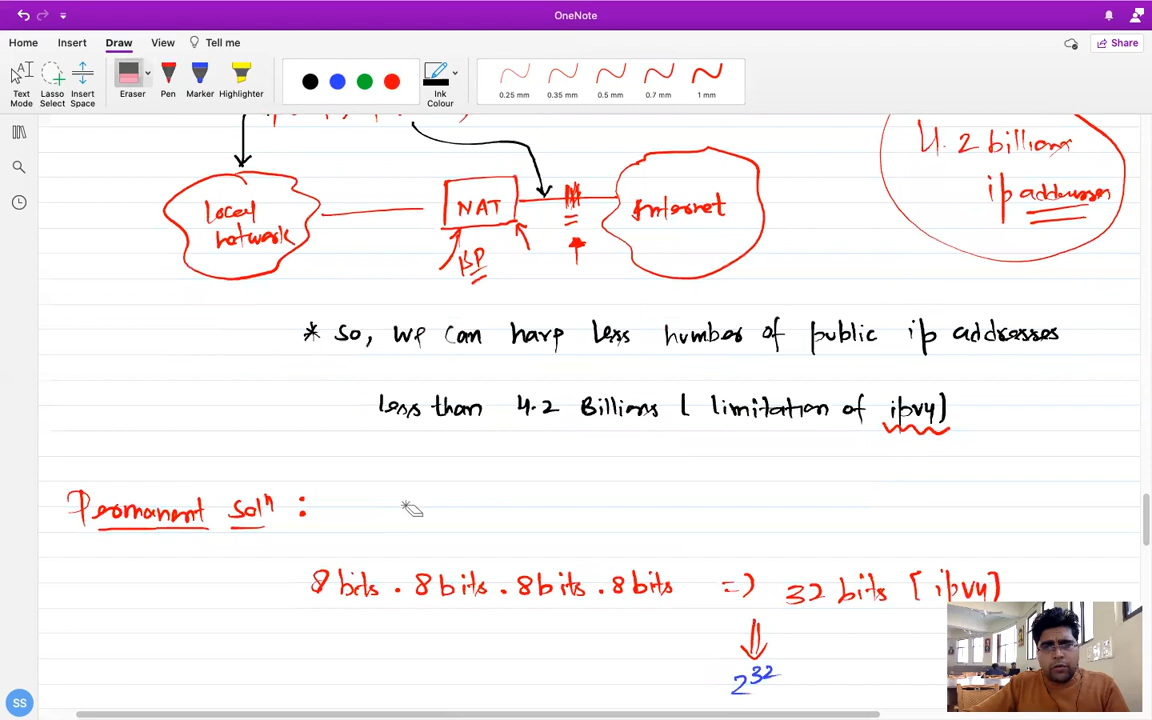 OneNote
Home Insert Draw View Tell me
Share
Text Mode
Lasso Select
Insert Space
Eraser
Pen
Marker
Highlighter
Ink Colour
0.25 mm
0.35 mm
0.5 mm
0.7 mm
1 mm
4.2 billions
ip addresses
Local network
NAT
Internet
* So, we can have less number of public ip addresses
less than 4.2 Billions ( limitation of ipv4)
Permanent solⁿ :
8 bits . 8 bits . 8 bits . 8 bits => 32 bits [ ipv4)
2³²
SS